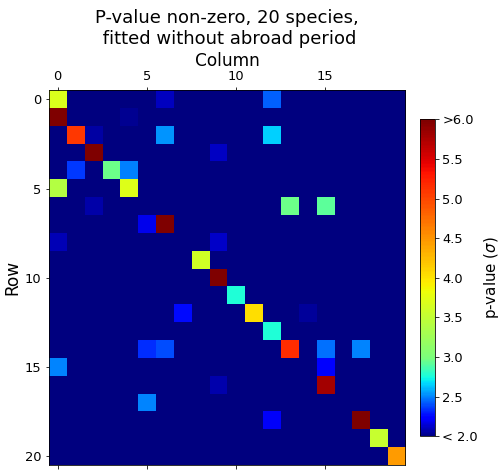 P-value non-zero, 20 species,
fitted without abroad period
Column
0 5 10 15
0
5
10
15
20
Row
>6.0
5.5
5.0
4.5
4.0
3.5
3.0
2.5
< 2.0
p-value (σ)